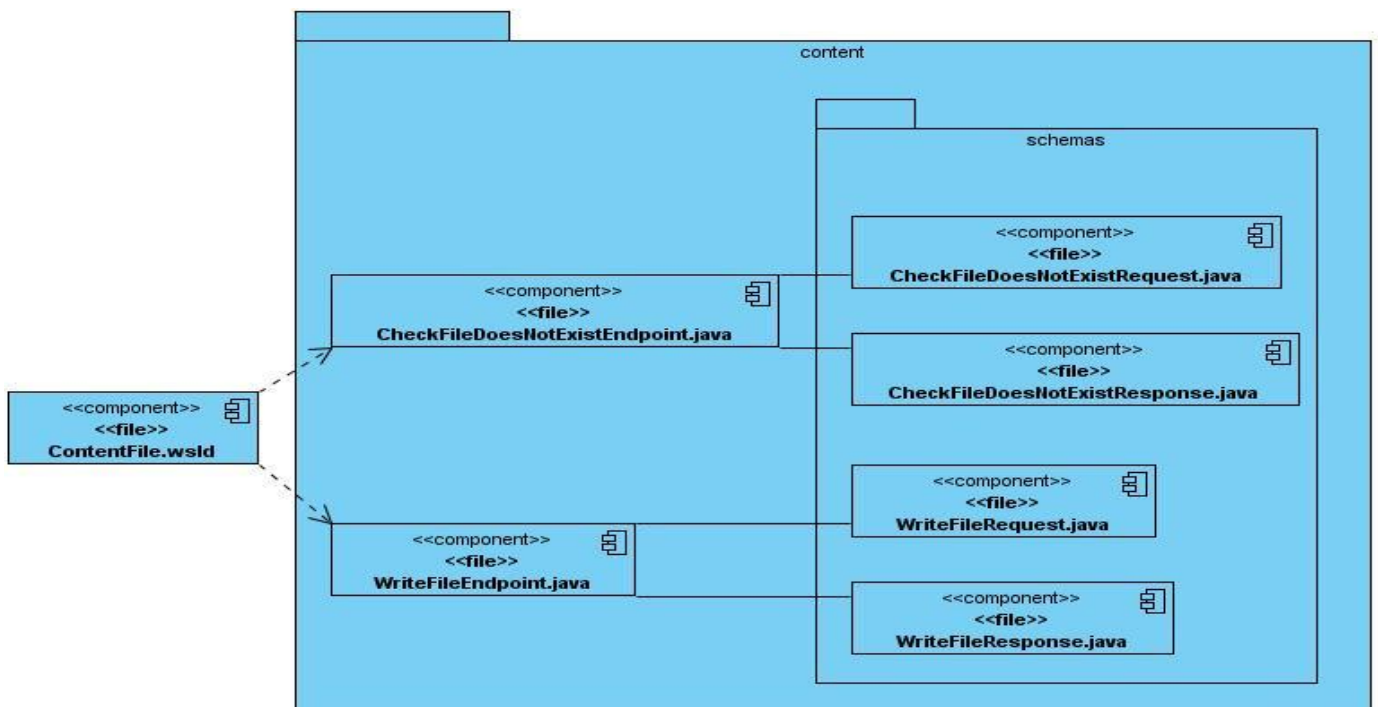 content
schemas
<<component>>
<<file>>
CheckFileDoesNotExistRequest.java
<<component>>
<<file>>
CheckFileDoesNotExistEndpoint.java
<<component>>
<<file>>
CheckFileDoesNotExistResponse.java
<<component>>
<<file>>
ContentFile.wsld
<<component>>
<<file>>
WriteFileRequest.java
<<component>>
<<file>>
WriteFileEndpoint.java
<<component>>
<<file>>
WriteFileResponse.java